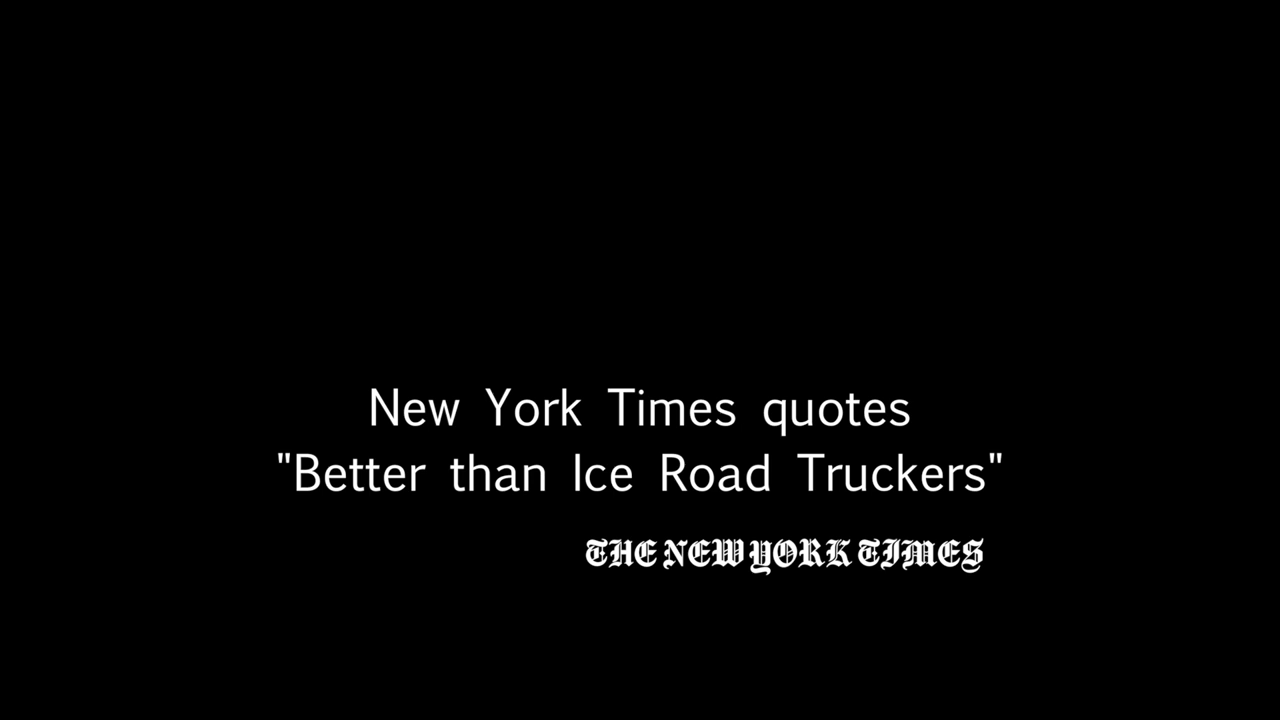 New York Times quotes
"Better than Ice Road Truckers"
THE NEW YORK TIMES